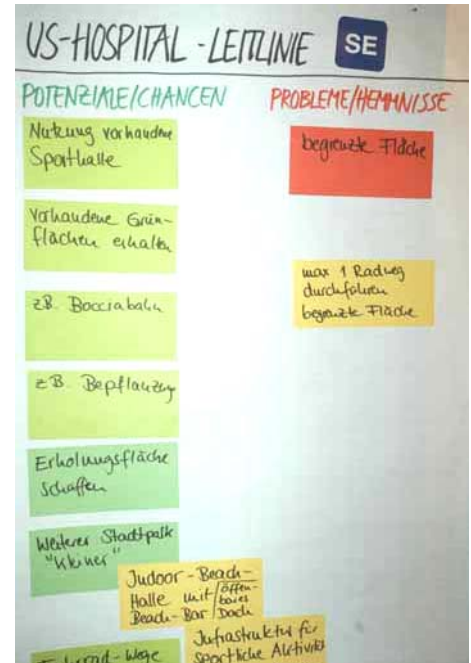 US-HOSPITAL - LEITLINIE SE
POTENZIALE/CHANCEN
Nutzung vorhandene
Sporthalle
Vorhandene Grün-
flächen erhalten
z.B. Bocciabahn
z.B. Bepflanzung
Erholungsfläche
schaffen
Weiterer Stadtpark
"kleiner"
Indoor-Beach-
Halle mit öffen-
bares
Beach-Bar Dach
Infrastruktur für
sportliche Aktivität
Fahrrad-Wege
PROBLEME/HEMMNISSE
begrenzte Fläche
max 1 Radweg
durchführen
begrenzte Fläche